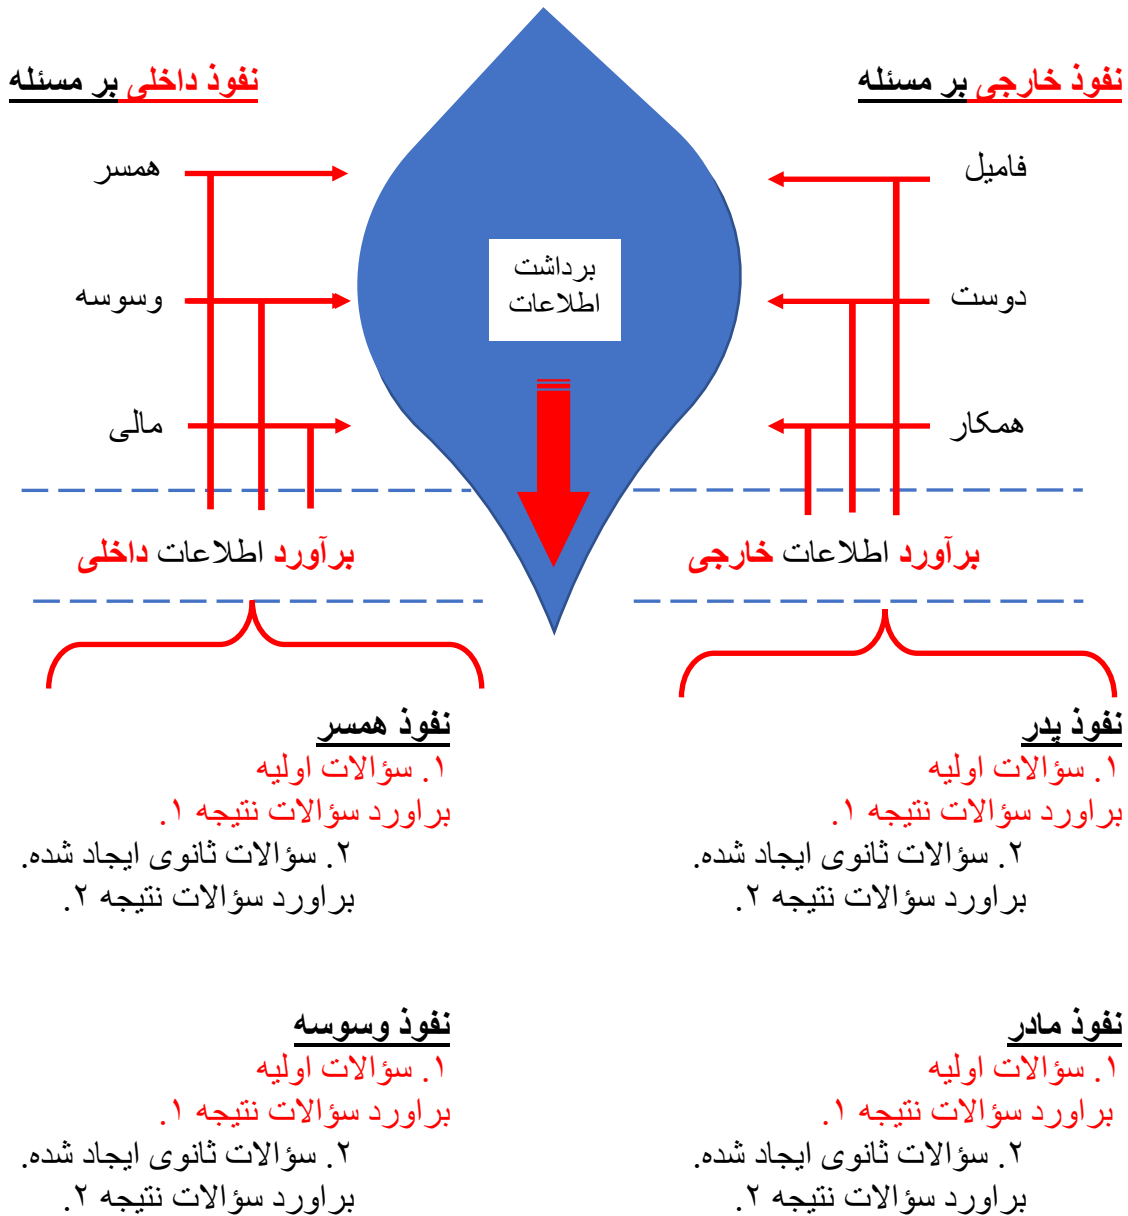 نفوذ خارجی بر مسئله
نفوذ داخلی بر مسئله
فامیل
همسر
برداشت
اطلاعات
دوست
وسوسه
همکار
مالی
برآورد اطلاعات خارجی
برآورد اطلاعات داخلی
نفوذ پدر
۱. سؤالات اولیه
براورد سؤالات نتیجه ۱.
۲. سؤالات ثانوی ایجاد شده.
براورد سؤالات نتیجه ۲.
نفوذ همسر
۱. سؤالات اولیه
براورد سؤالات نتیجه ۱.
۲. سؤالات ثانوی ایجاد شده.
براورد سؤالات نتیجه ۲.
نفوذ مادر
۱. سؤالات اولیه
براورد سؤالات نتیجه ۱.
۲. سؤالات ثانوی ایجاد شده.
براورد سؤالات نتیجه ۲.
نفوذ وسوسه
۱. سؤالات اولیه
براورد سؤالات نتیجه ۱.
۲. سؤالات ثانوی ایجاد شده.
براورد سؤالات نتیجه ۲.